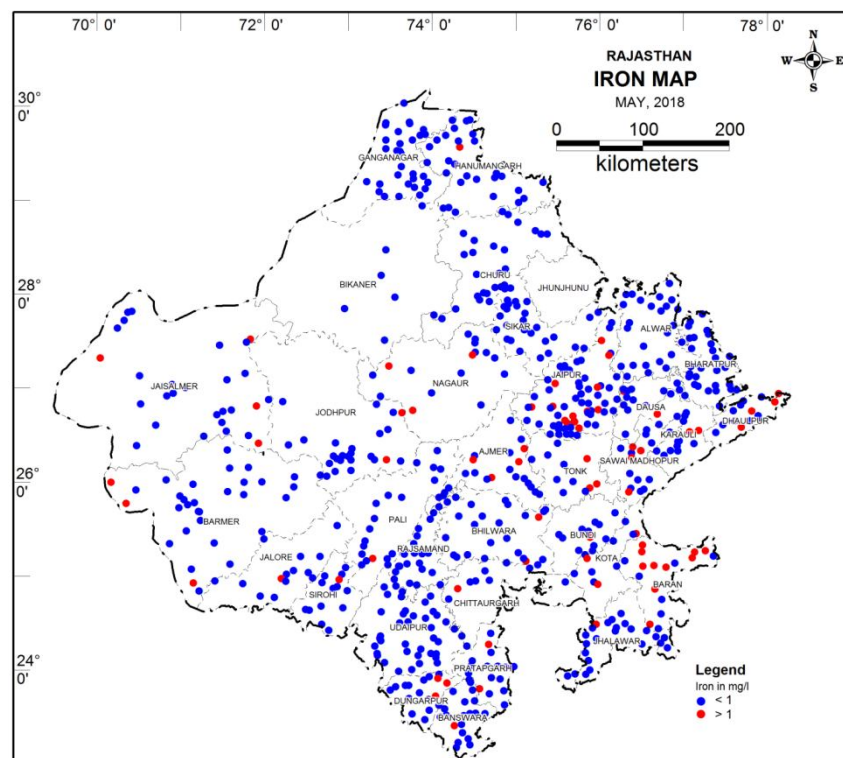 70° 0' 72° 0' 74° 0' 76° 0' 78° 0'
RAJASTHAN
IRON MAP
MAY, 2018
N
W E
S
0 100 200
kilometers
30°
0'
GANGANAGAR
HANUMANGARH
28°
0'
BIKANER
CHURU
JHUNJHUNU
SIKAR
ALWAR
BHARATPUR
JAISALMER
NAGAUR
JAIPUR
JODHPUR
DAUSA
DHAULPUR
KARAULI
26°
0'
AJMER
TONK
SAWAI MADHOPUR
BARMER
PALI
BHILWARA
BUNDI
RAJSAMAND
JALORE
KOTA
SIROHI
BARAN
CHITTAURGARH
UDAIPUR
JHALAWAR
24°
0'
PRATAPGARH
Legend
Iron in mg/l
< 1
> 1
DUNGARPUR
BANSWARA